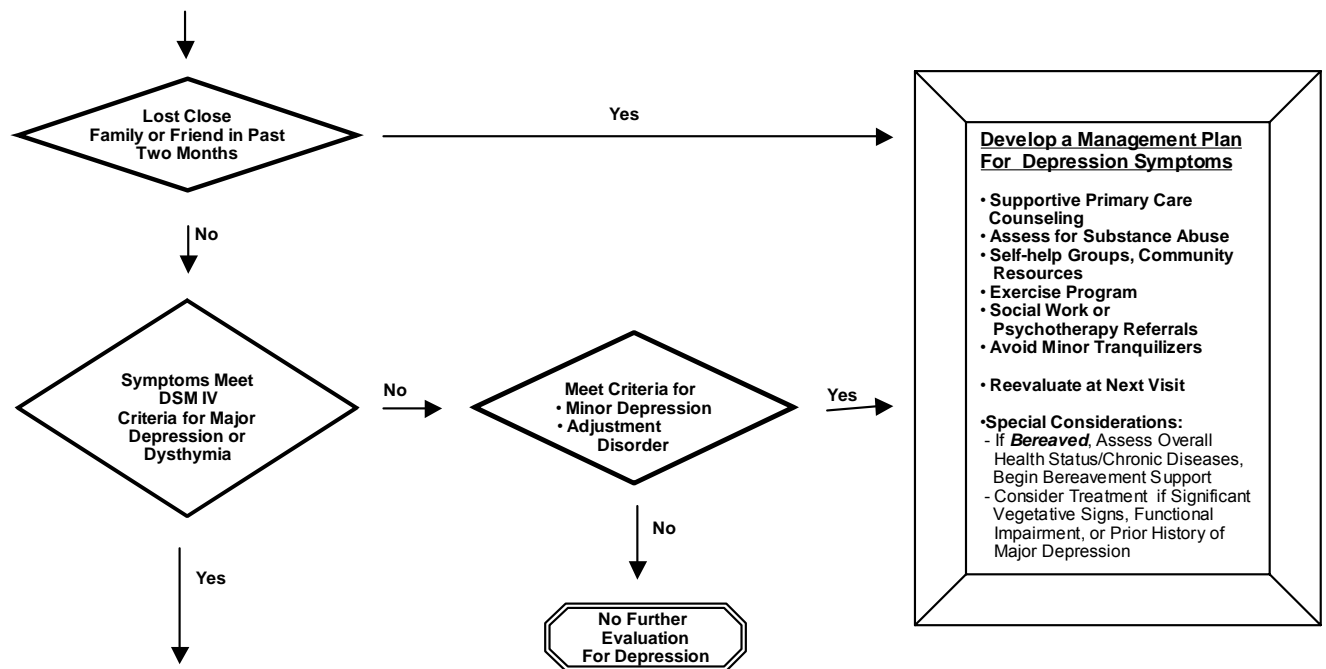 Lost Close
Family or Friend in Past
Two Months
Yes
No
Symptoms Meet
DSM IV
Criteria for Major
Depression or
Dysthymia
No
Yes
Meet Criteria for
• Minor Depression
• Adjustment
Disorder
Yes
No
No Further
Evaluation
For Depression
Develop a Management Plan
For Depression Symptoms
• Supportive Primary Care
Counseling
• Assess for Substance Abuse
• Self-help Groups, Community
Resources
• Exercise Program
• Social Work or
Psychotherapy Referrals
• Avoid Minor Tranquilizers
• Reevaluate at Next Visit
•Special Considerations:
- If Bereaved, Assess Overall
Health Status/Chronic Diseases,
Begin Bereavement Support
- Consider Treatment if Significant
Vegetative Signs, Functional
Impairment, or Prior History of
Major Depression